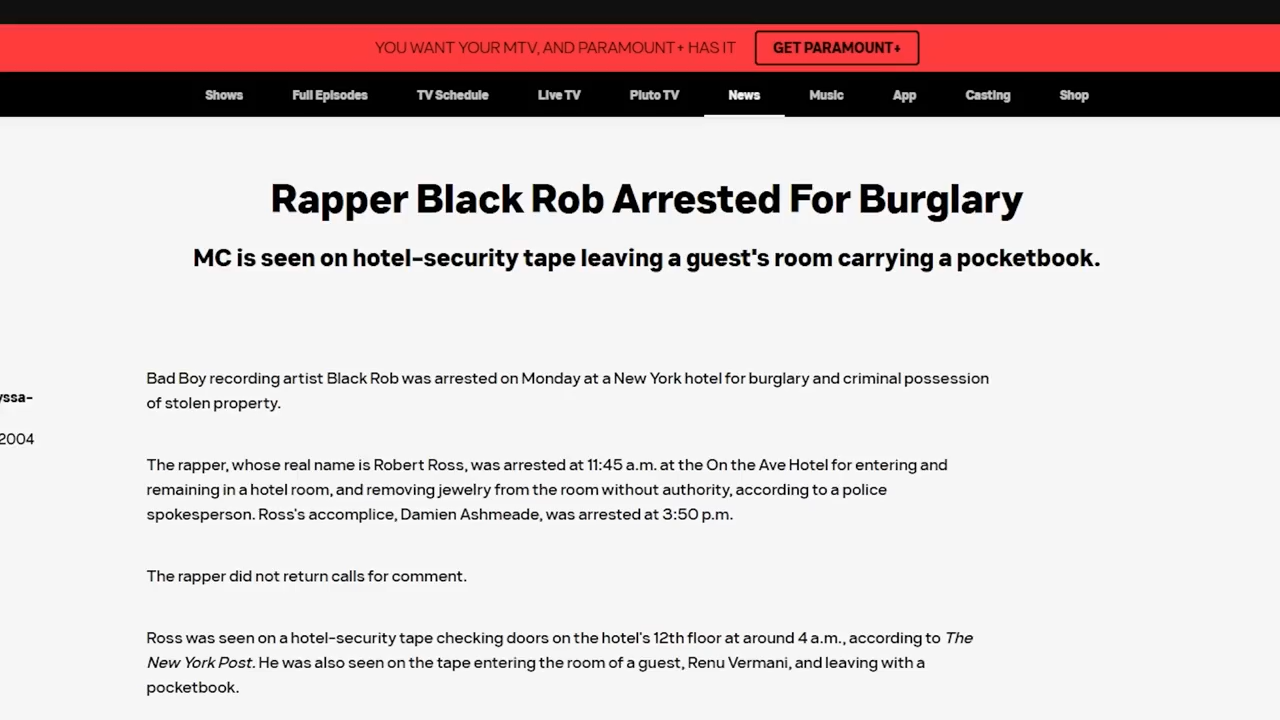 YOU WANT YOUR MTV, AND PARAMOUNT+ HAS IT GET PARAMOUNT+
Shows Full Episodes TV Schedule Live TV Pluto TV News Music App Casting Shop
Rapper Black Rob Arrested For Burglary
MC is seen on hotel-security tape leaving a guest's room carrying a pocketbook.
Bad Boy recording artist Black Rob was arrested on Monday at a New York hotel for burglary and criminal possession
of stolen property.
yssa-
2004
The rapper, whose real name is Robert Ross, was arrested at 11:45 a.m. at the On the Ave Hotel for entering and
remaining in a hotel room, and removing jewelry from the room without authority, according to a police
spokesperson. Ross's accomplice, Damien Ashmeade, was arrested at 3:50 p.m.
The rapper did not return calls for comment.
Ross was seen on a hotel-security tape checking doors on the hotel's 12th floor at around 4 a.m., according to The
New York Post. He was also seen on the tape entering the room of a guest, Renu Vermani, and leaving with a
pocketbook.